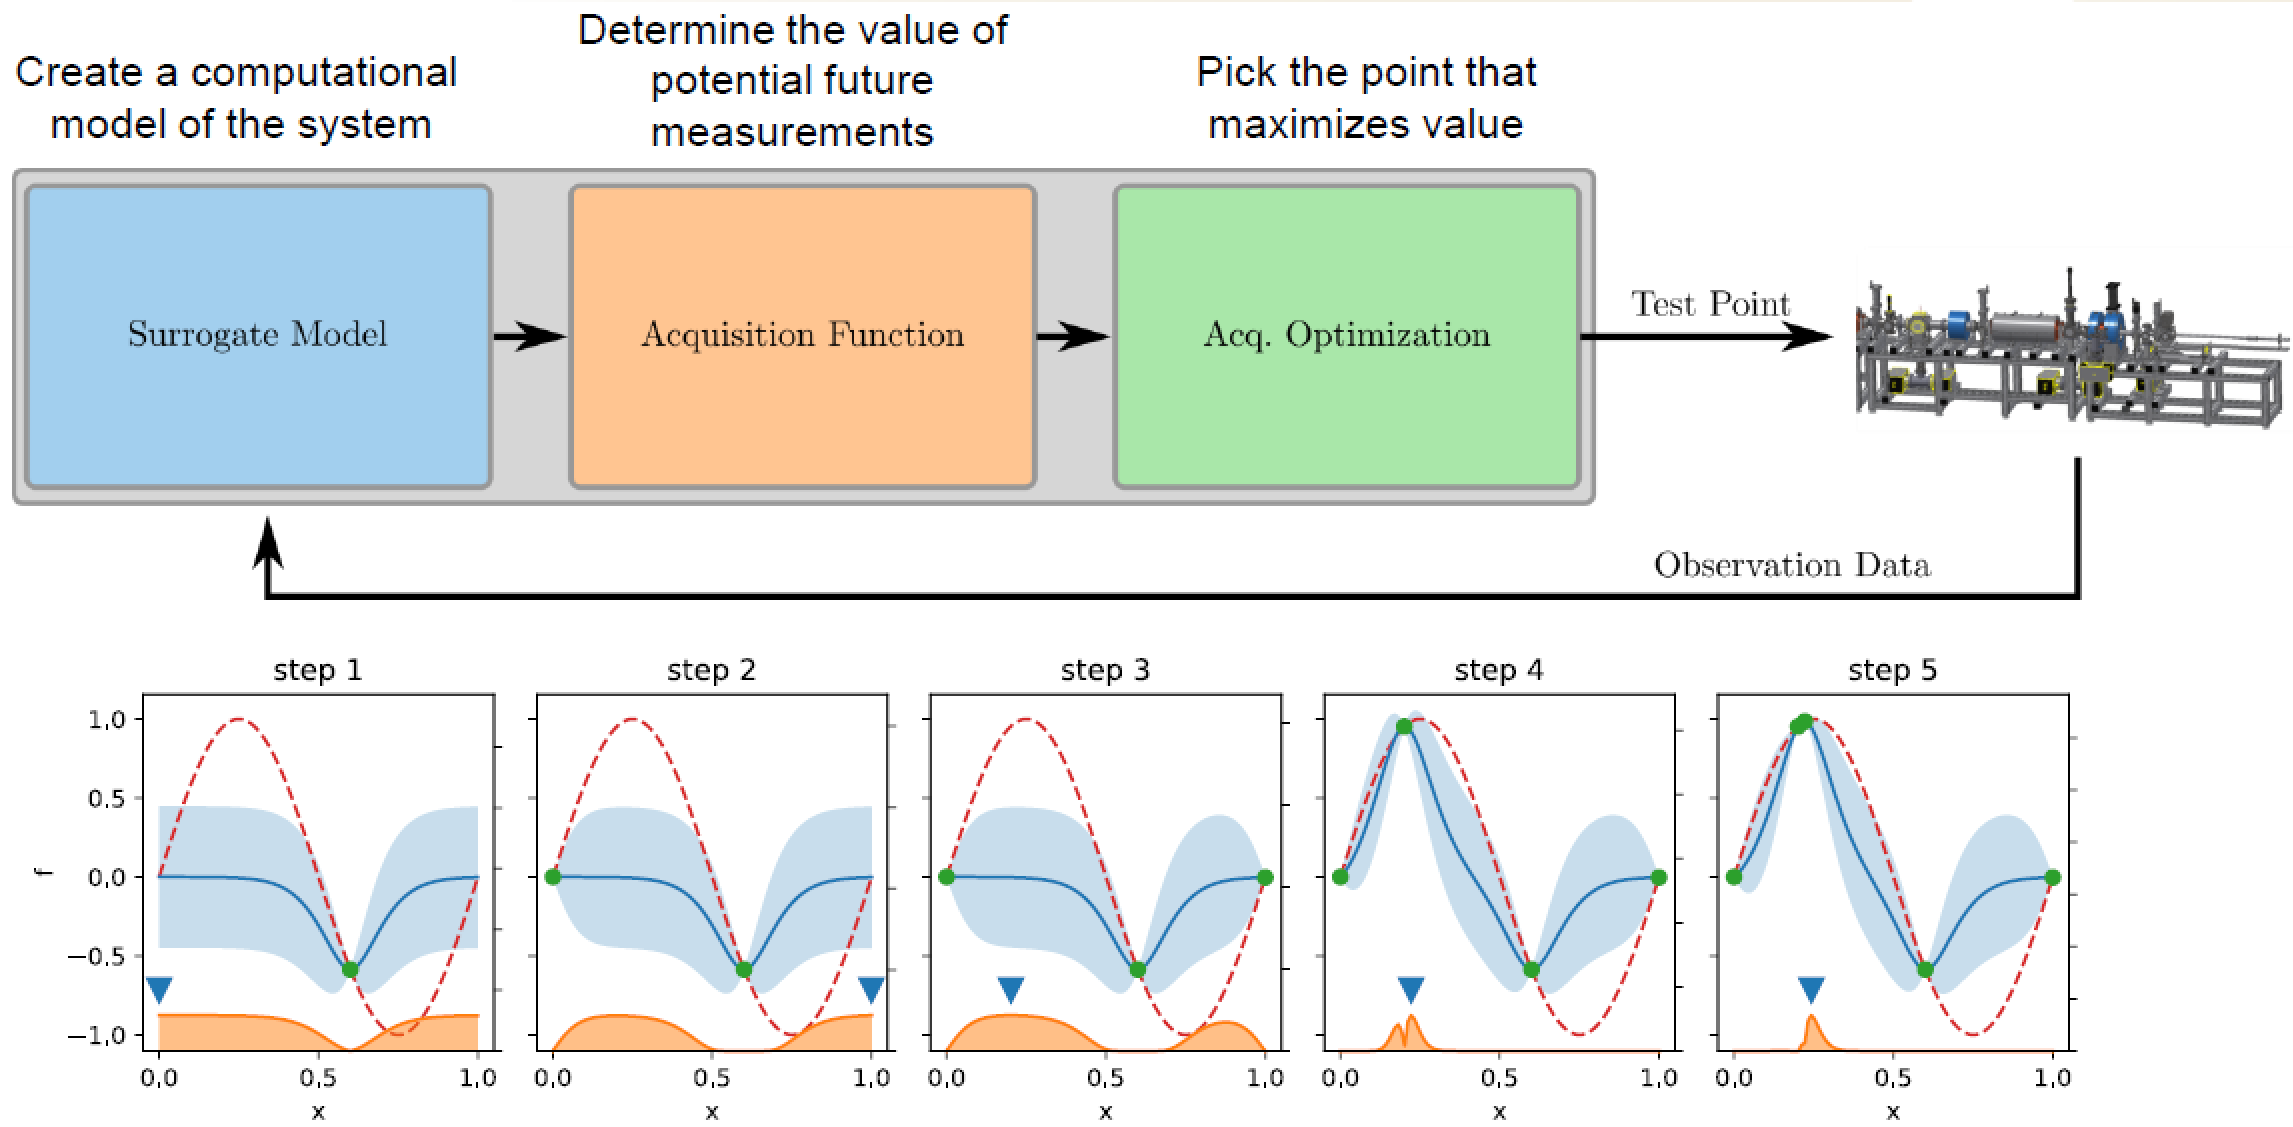 Create a computational
model of the system
Determine the value of
potential future
measurements
Pick the point that
maximizes value
Surrogate Model
Acquisition Function
Acq. Optimization
Test Point
Observation Data
step 1
step 2
step 3
step 4
step 5
1.0
0.5
0.0
−0.5
−1.0
f
0.0 0.5 1.0
0.0 0.5 1.0
0.0 0.5 1.0
0.0 0.5 1.0
0.0 0.5 1.0
x
x
x
x
x